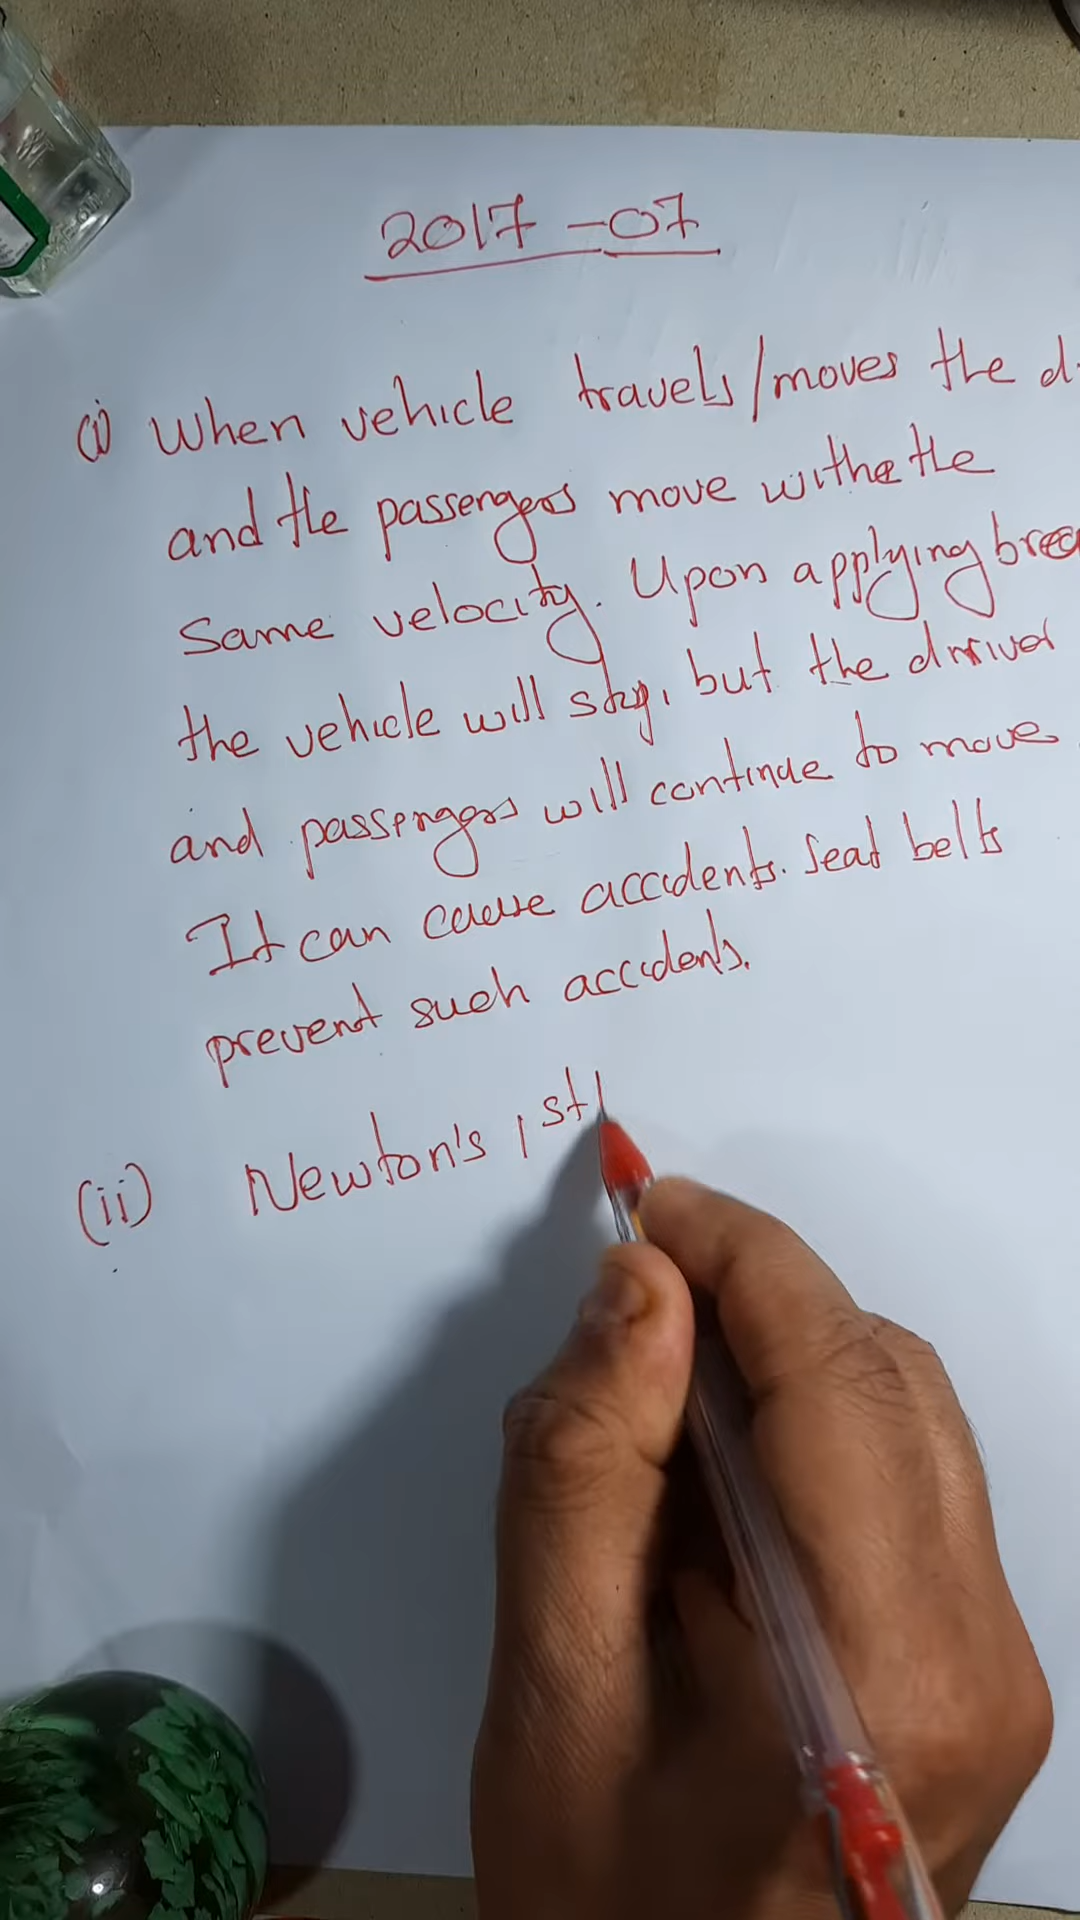 2017 - 07
(i) When vehicle travels/moves the d
and the passengers move withe the
Same velocity. Upon applying brea
the vehicle will stop, but the driver
and passengers will continue to move.
It can cause accidents. Seat belts
prevent such accidents.
(ii) Newton's 1st